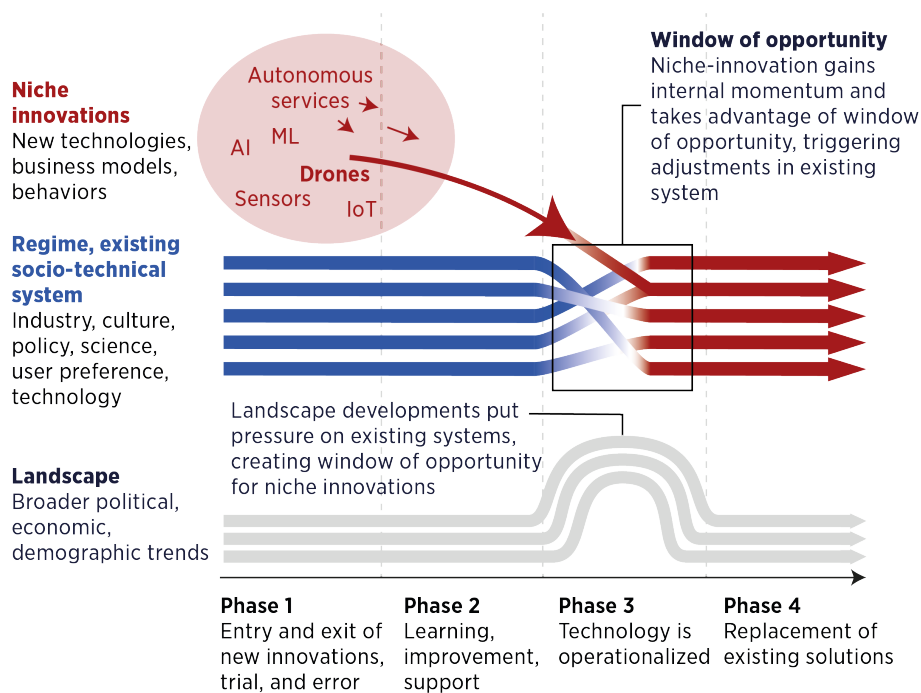 Niche
innovations
New technologies,
business models,
behaviors
Autonomous
services
ML
AI
Drones
Sensors
IoT
Window of opportunity
Niche-innovation gains
internal momentum and
takes advantage of window
of opportunity, triggering
adjustments in existing
system
Regime, existing
socio-technical
system
Industry, culture,
policy, science,
user preference,
technology
Landscape developments put
pressure on existing systems,
creating window of opportunity
for niche innovations
Landscape
Broader political,
economic,
demographic trends
Phase 1
Entry and exit of
new innovations,
trial, and error
Phase 2
Learning,
improvement,
support
Phase 3
Technology is
operationalized
Phase 4
Replacement of
existing solutions